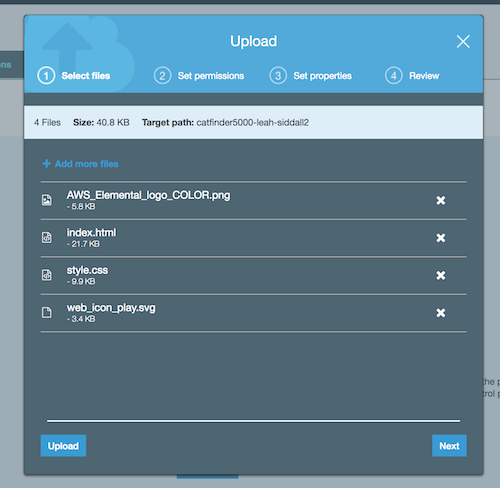 Upload
ons
1 Select files 2 Set permissions 3 Set properties 4 Review
4 Files Size: 40.8 KB Target path: catfinder5000-leah-siddall2
+ Add more files
AWS_Elemental_logo_COLOR.png
- 5.8 KB
index.html
- 21.7 KB
style.css
- 9.9 KB
web_icon_play.svg
- 3.4 KB
the p
trol p
Upload Next